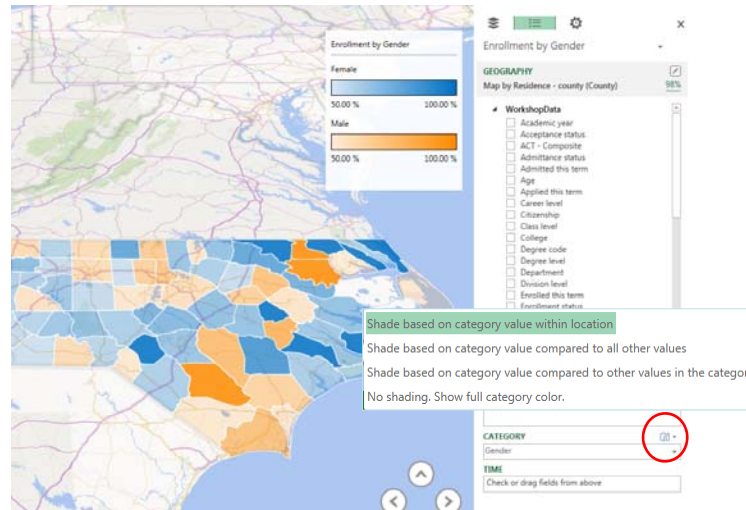 Enrollment by Gender
Female
50.00 % 100.00 %
Male
50.00 % 100.00 %
Enrollment by Gender
GEOGRAPHY
Map by Residence - county (County) 98%
WorkshopData
Academic year
Acceptance status
ACT - Composite
Admittance status
Admitted this term
Age
Applied this term
Career level
Citizenship
Class level
College
Degree code
Degree level
Department
Division level
Enrolled this term
Enrollment status
Shade based on category value within location
Shade based on category value compared to all other values
Shade based on category value compared to other values in the categor
No shading. Show full category color.
CATEGORY
Gender
TIME
Check or drag fields from above